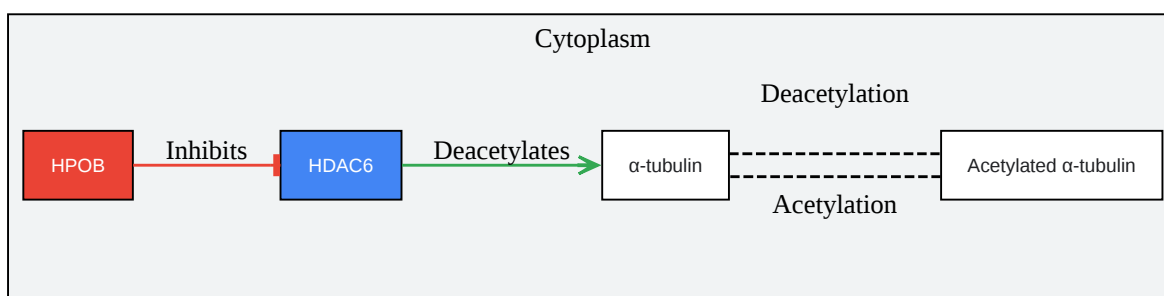 Cytoplasm
Deacetylation
HPOB
Inhibits
HDAC6
Deacetylates
α-tubulin
Acetylated α-tubulin
Acetylation